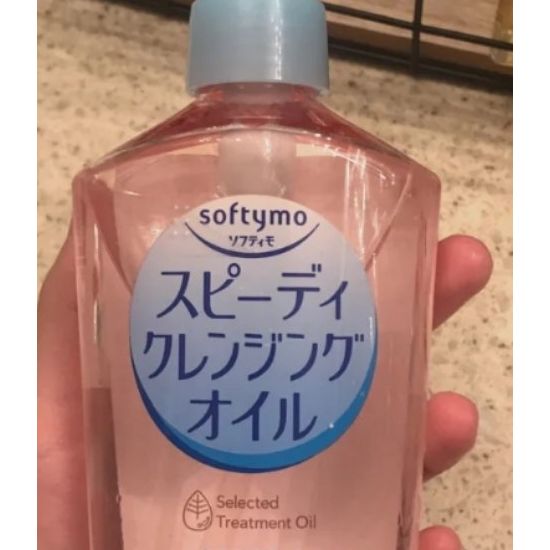 softymo
ソフティモ
スピーディ
クレンジング
オイル
Selected
Treatment Oil